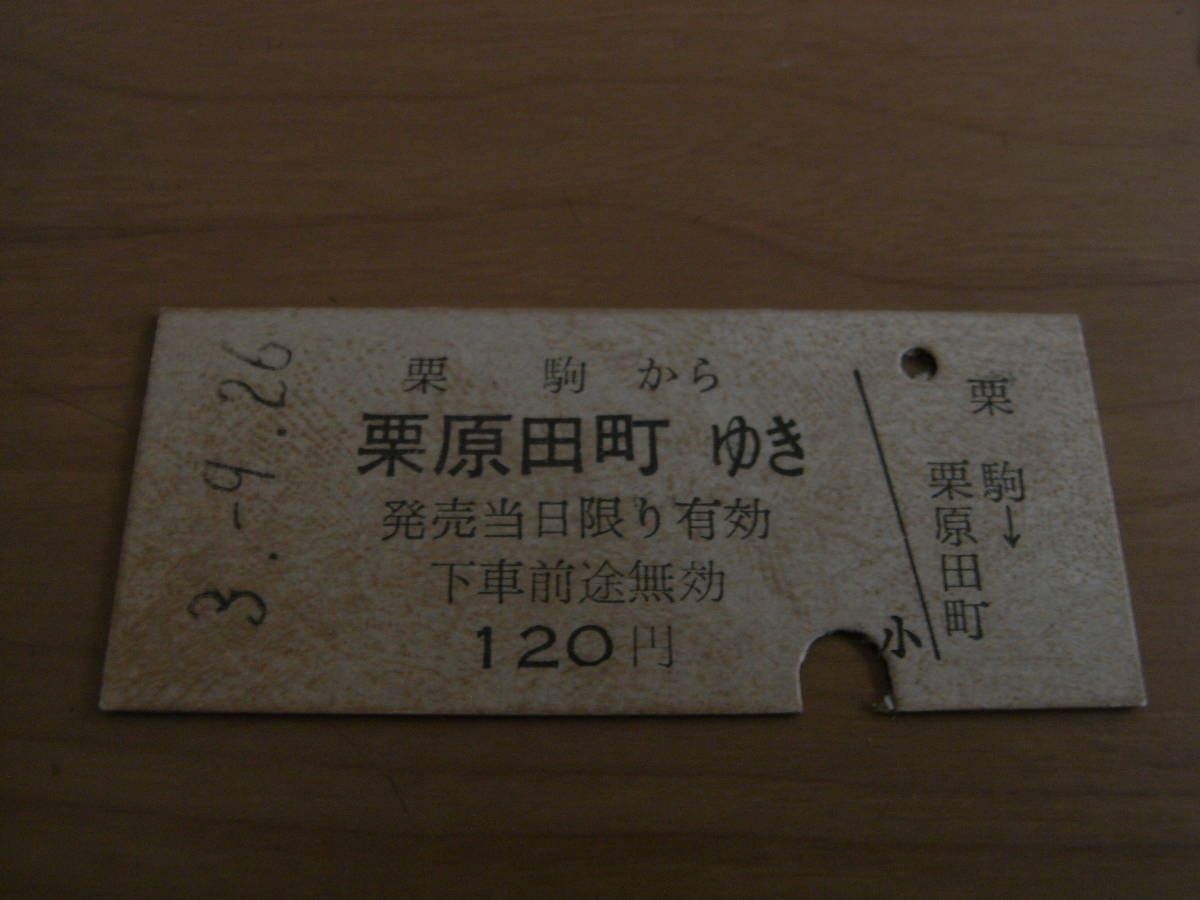 3.-9.26
栗駒から
栗原田町ゆき
発売当日限り有効
下車前途無効
120円
小
栗駒→
栗原田町